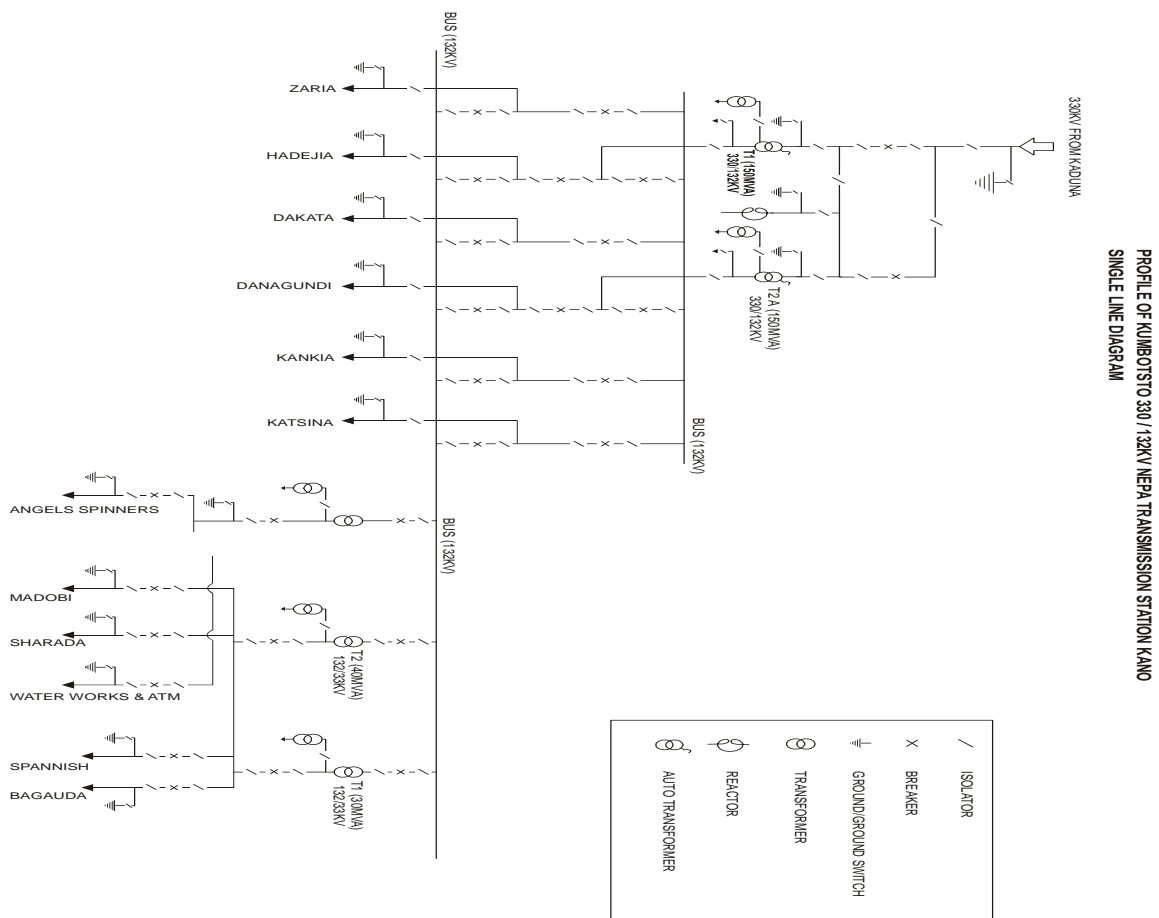 PROFILE OF KUMBOTSTO 330 / 132KV NEPA TRANSMISSION STATION KANO
SINGLE LINE DIAGRAM
330KV FROM KADUNA
T1 (150MVA)
330/132KV
T2 A (150MVA)
330/132KV
BUS (132KV)
BUS (132KV)
BUS (132KV)
ZARIA
HADEJIA
DAKATA
DANAGUNDI
KANKIA
KATSINA
T2 (40MVA)
132/33KV
T1 (30MVA)
132/33KV
ANGELS SPINNERS
MADOBI
SHARADA
WATER WORKS & ATM
SPANNISH
BAGAUDA
ISOLATOR
X BREAKER
GROUND/GROUND SWITCH
TRANSFORMER
REACTOR
AUTO TRANSFORMER